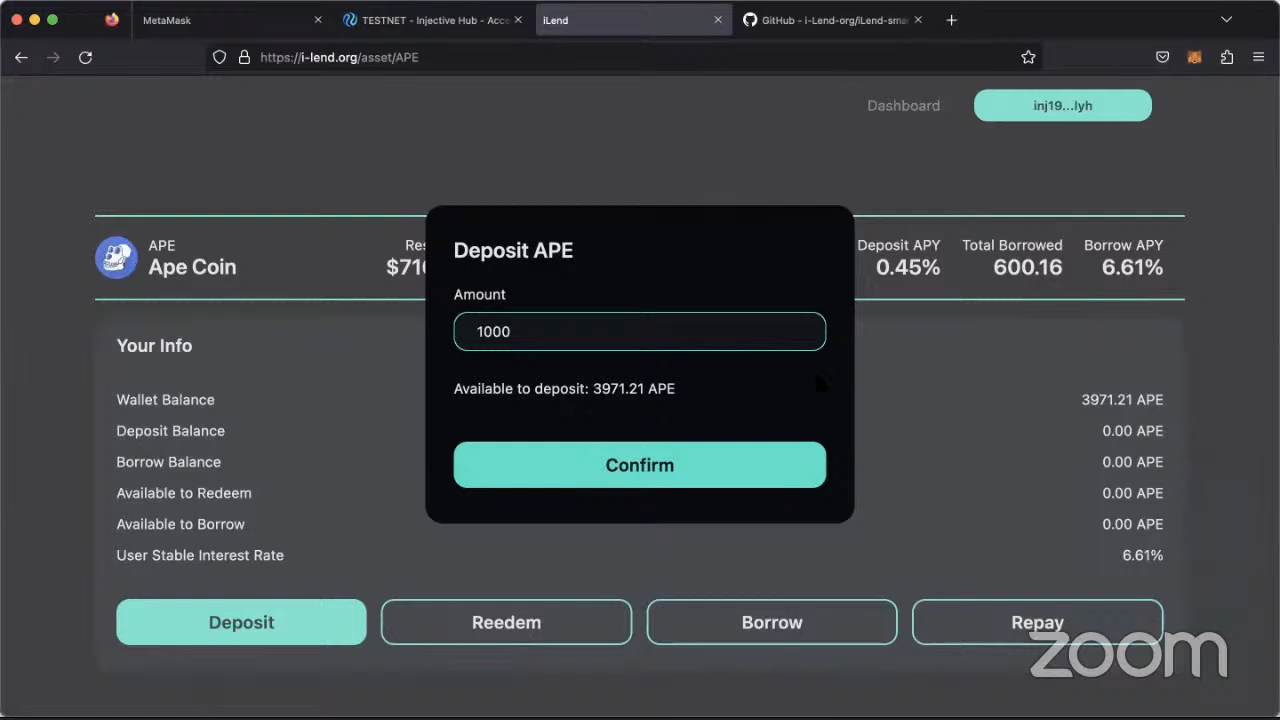 MetaMask
TESTNET - Injective Hub - Acce
iLend
GitHub - i-Lend-org/iLend-sma
https://i-lend.org/asset/APE
Dashboard
inj19...lyh
APE
Ape Coin
$710
Deposit APY
0.45%
Total Borrowed
600.16
Borrow APY
6.61%
Deposit APE
Amount
1000
Available to deposit: 3971.21 APE
Confirm
Your Info
Wallet Balance 3971.21 APE
Deposit Balance 0.00 APE
Borrow Balance 0.00 APE
Available to Redeem 0.00 APE
Available to Borrow 0.00 APE
User Stable Interest Rate 6.61%
Deposit Reedem Borrow Repay
zoom